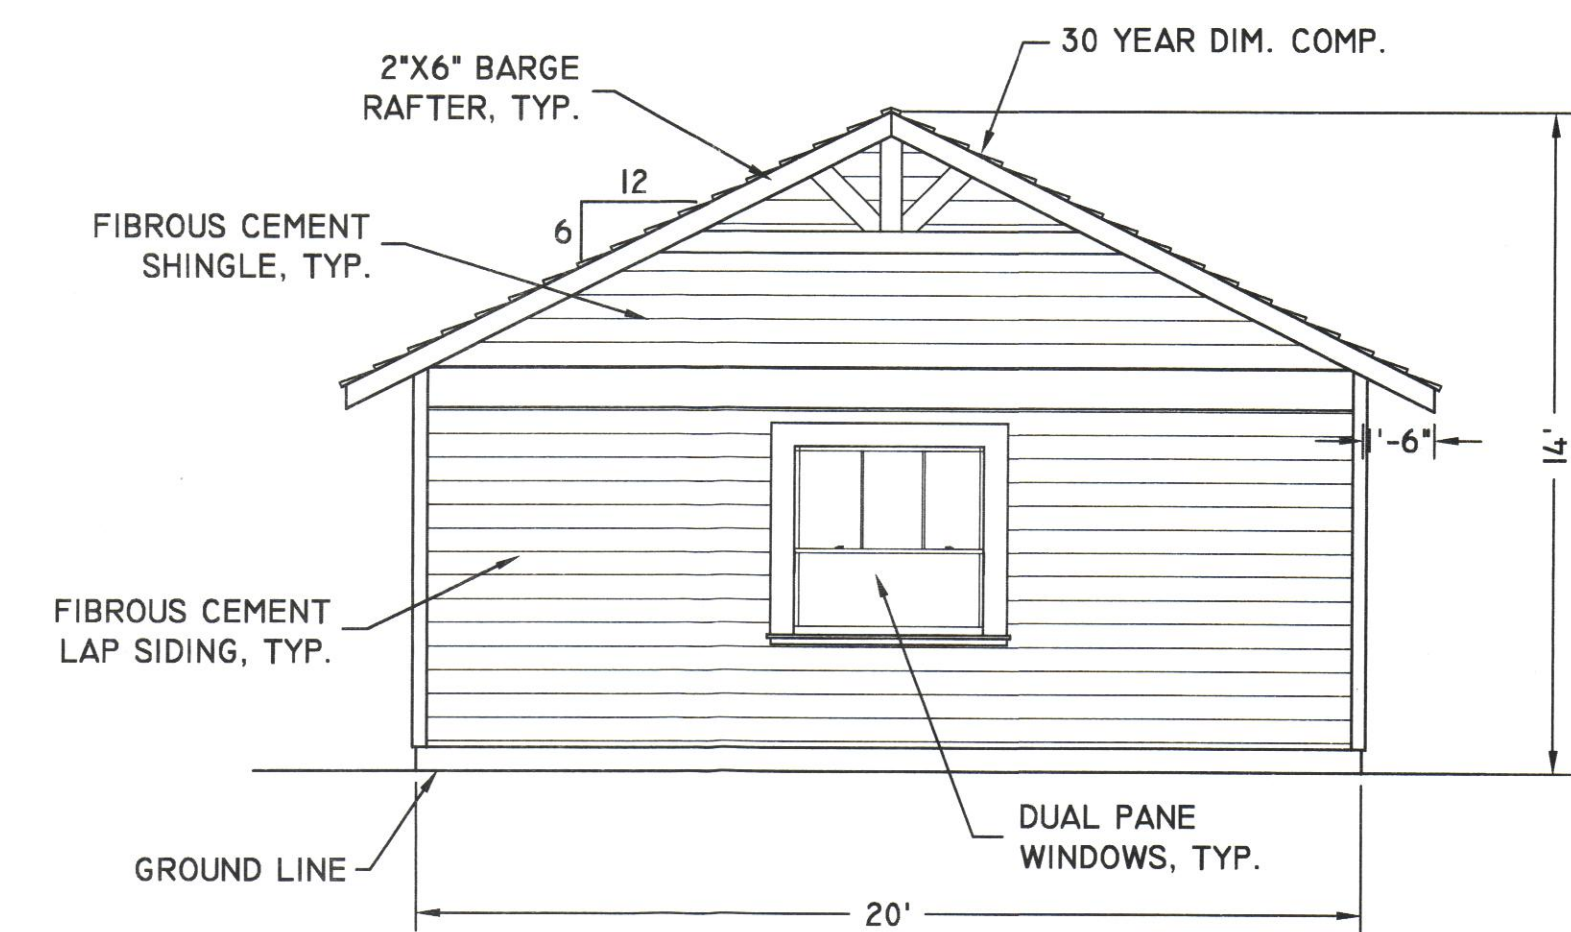 30 YEAR DIM. COMP.
2"X6" BARGE
RAFTER, TYP.
12
6
FIBROUS CEMENT
SHINGLE, TYP.
1'-6"
14'
FIBROUS CEMENT
LAP SIDING, TYP.
DUAL PANE
WINDOWS, TYP.
GROUND LINE
20'